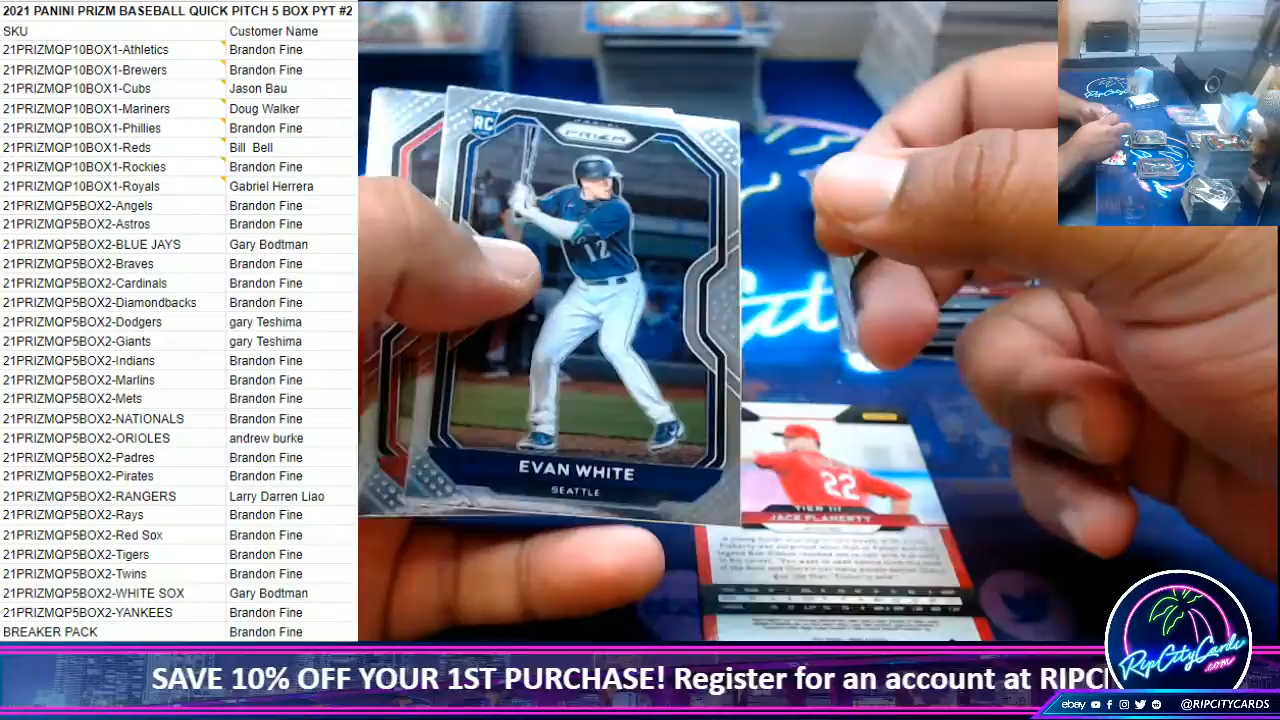 2021 PANINI PRIZM BASEBALL QUICK PITCH 5 BOX PYT #2
SKU Customer Name
21PRIZMQP10BOX1-Athletics Brandon Fine
21PRIZMQP10BOX1-Brewers Brandon Fine
21PRIZMQP10BOX1-Cubs Jason Bau
21PRIZMQP10BOX1-Mariners Doug Walker
21PRIZMQP10BOX1-Phillies Brandon Fine
21PRIZMQP10BOX1-Reds Bill Bell
21PRIZMQP10BOX1-Rockies Brandon Fine
21PRIZMQP10BOX1-Royals Gabriel Herrera
21PRIZMQP5BOX2-Angels Brandon Fine
21PRIZMQP5BOX2-Astros Brandon Fine
21PRIZMQP5BOX2-BLUE JAYS Gary Bodtman
21PRIZMQP5BOX2-Braves Brandon Fine
21PRIZMQP5BOX2-Cardinals Brandon Fine
21PRIZMQP5BOX2-Diamondbacks Brandon Fine
21PRIZMQP5BOX2-Dodgers gary Teshima
21PRIZMQP5BOX2-Giants gary Teshima
21PRIZMQP5BOX2-Indians Brandon Fine
21PRIZMQP5BOX2-Marlins Brandon Fine
21PRIZMQP5BOX2-Mets Brandon Fine
21PRIZMQP5BOX2-NATIONALS Brandon Fine
21PRIZMQP5BOX2-ORIOLES andrew burke
21PRIZMQP5BOX2-Padres Brandon Fine
21PRIZMQP5BOX2-Pirates Brandon Fine
21PRIZMQP5BOX2-RANGERS Larry Darren Liao
21PRIZMQP5BOX2-Rays Brandon Fine
21PRIZMQP5BOX2-Red Sox Brandon Fine
21PRIZMQP5BOX2-Tigers Brandon Fine
21PRIZMQP5BOX2-Twins Brandon Fine
21PRIZMQP5BOX2-WHITE SOX Gary Bodtman
21PRIZMQP5BOX2-YANKEES Brandon Fine
BREAKER PACK Brandon Fine
RC
PRIZM
12
EVAN WHITE
SEATTLE
22
TIER III
JACK FLAHERTY
AVE 10% OFF YOUR 1ST PURCHASE! Register for an account at RIPCI
RipCityCards
.com
ebay
@RIPCITYCARDS